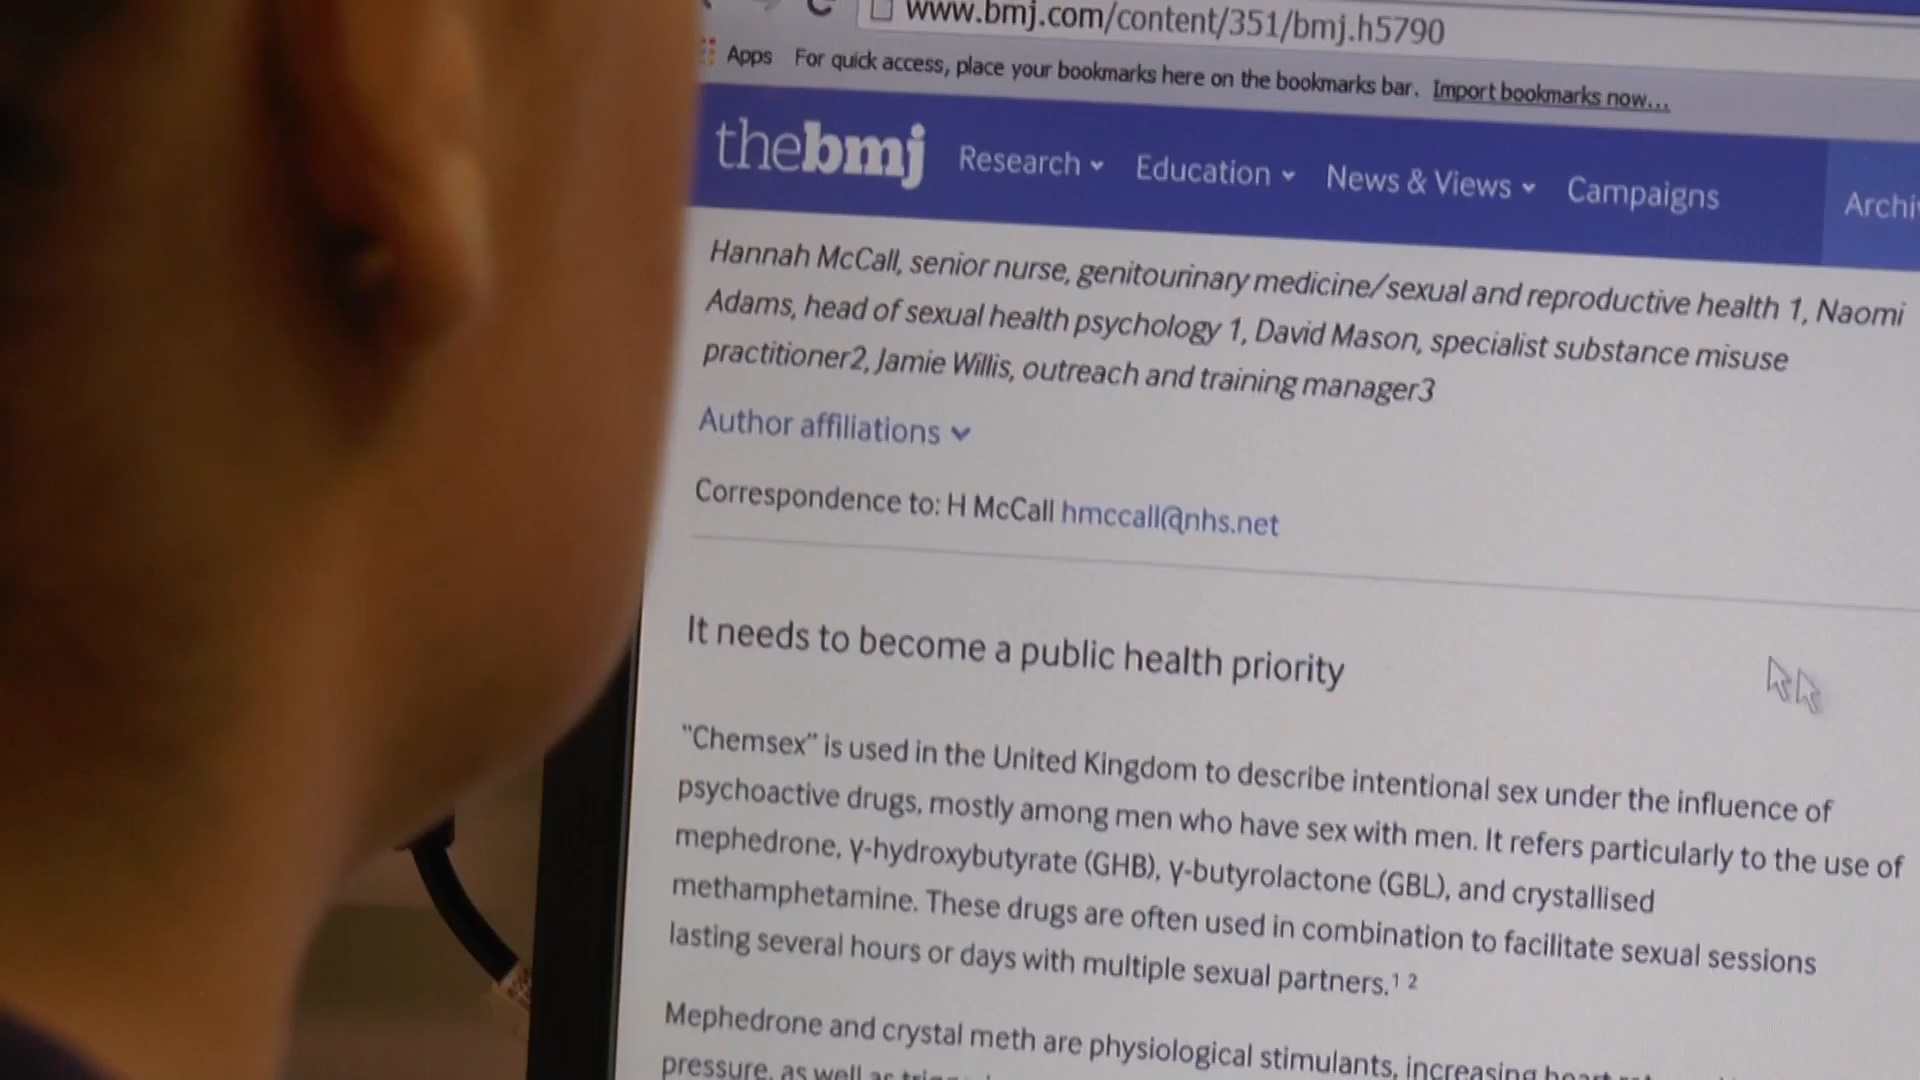 www.bmj.com/content/351/bmj.h5790
Apps For quick access, place your bookmarks here on the bookmarks bar. Import bookmarks now...
thebmj Research Education News & Views Campaigns
Hannah McCall, senior nurse, genitourinary medicine/sexual and reproductive health 1, Naomi
Adams, head of sexual health psychology 1, David Mason, specialist substance misuse
practitioner2, Jamie Willis, outreach and training manager3
Author affiliations
Correspondence to: H McCall hmccall@nhs.net
It needs to become a public health priority
“Chemsex” is used in the United Kingdom to describe intentional sex under the influence of
psychoactive drugs, mostly among men who have sex with men. It refers particularly to the use of
mephedrone, γ-hydroxybutyrate (GHB), γ-butyrolactone (GBL), and crystallised
methamphetamine. These drugs are often used in combination to facilitate sexual sessions
lasting several hours or days with multiple sexual partners.1 2
Mephedrone and crystal meth are physiological stimulants, increasing
pressure, as well as